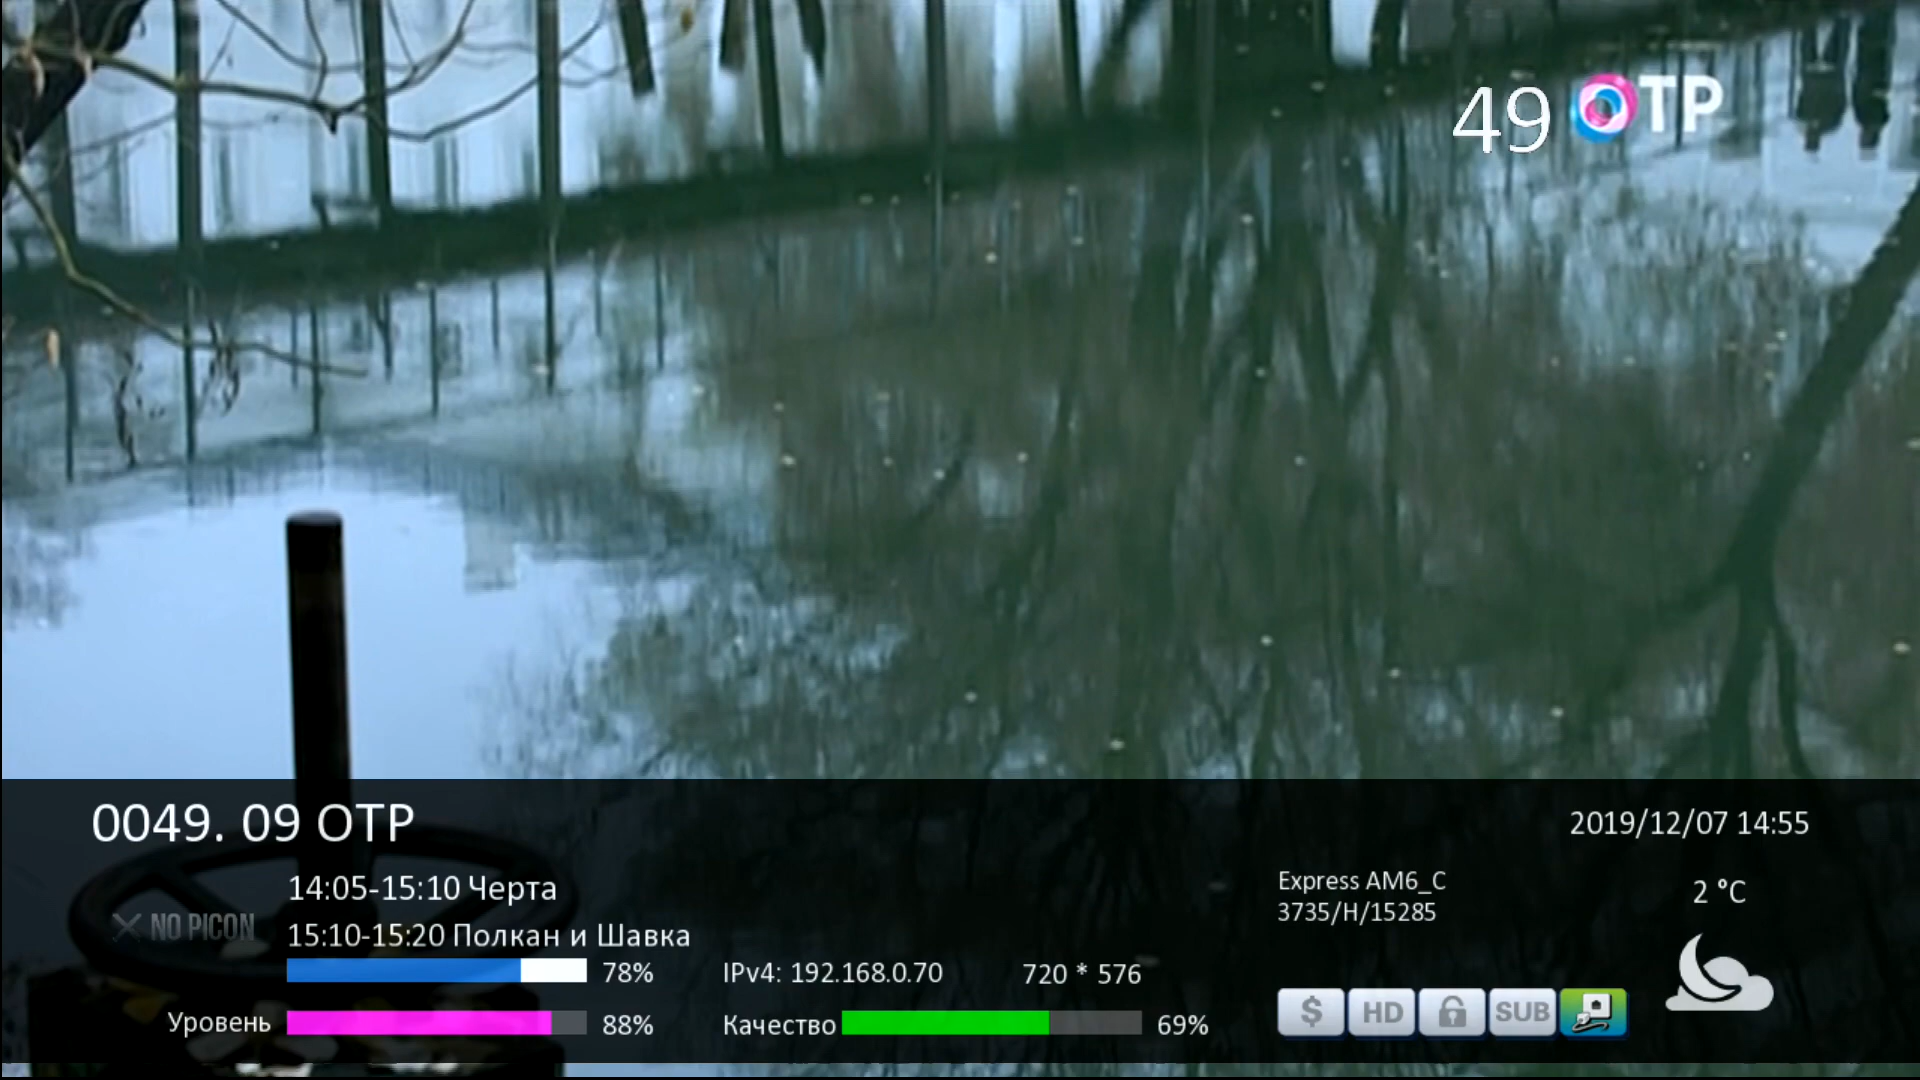 49 ОТР
0049. 09 ОТР
2019/12/07 14:55
14:05-15:10 Черта
Express AM6_C
3735/H/15285
2 °C
NO PICON
15:10-15:20 Полкан и Шавка
78%
IPv4: 192.168.0.70
720 * 576
Уровень
88%
Качество
69%
$
HD
SUB